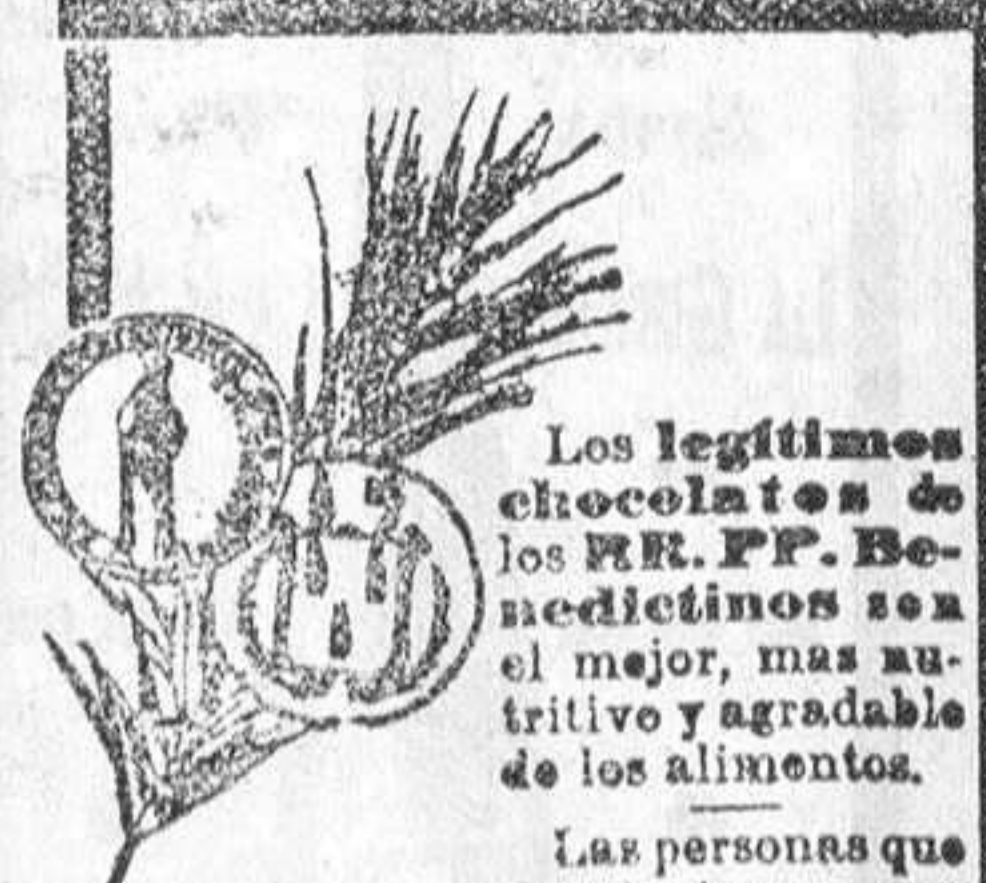 Los legítimos
chocolates de
los RR. PP. Be-
nedictinos son
el mejor, mas nu-
tritivo y agradable
de los alimentos.
Las personas que